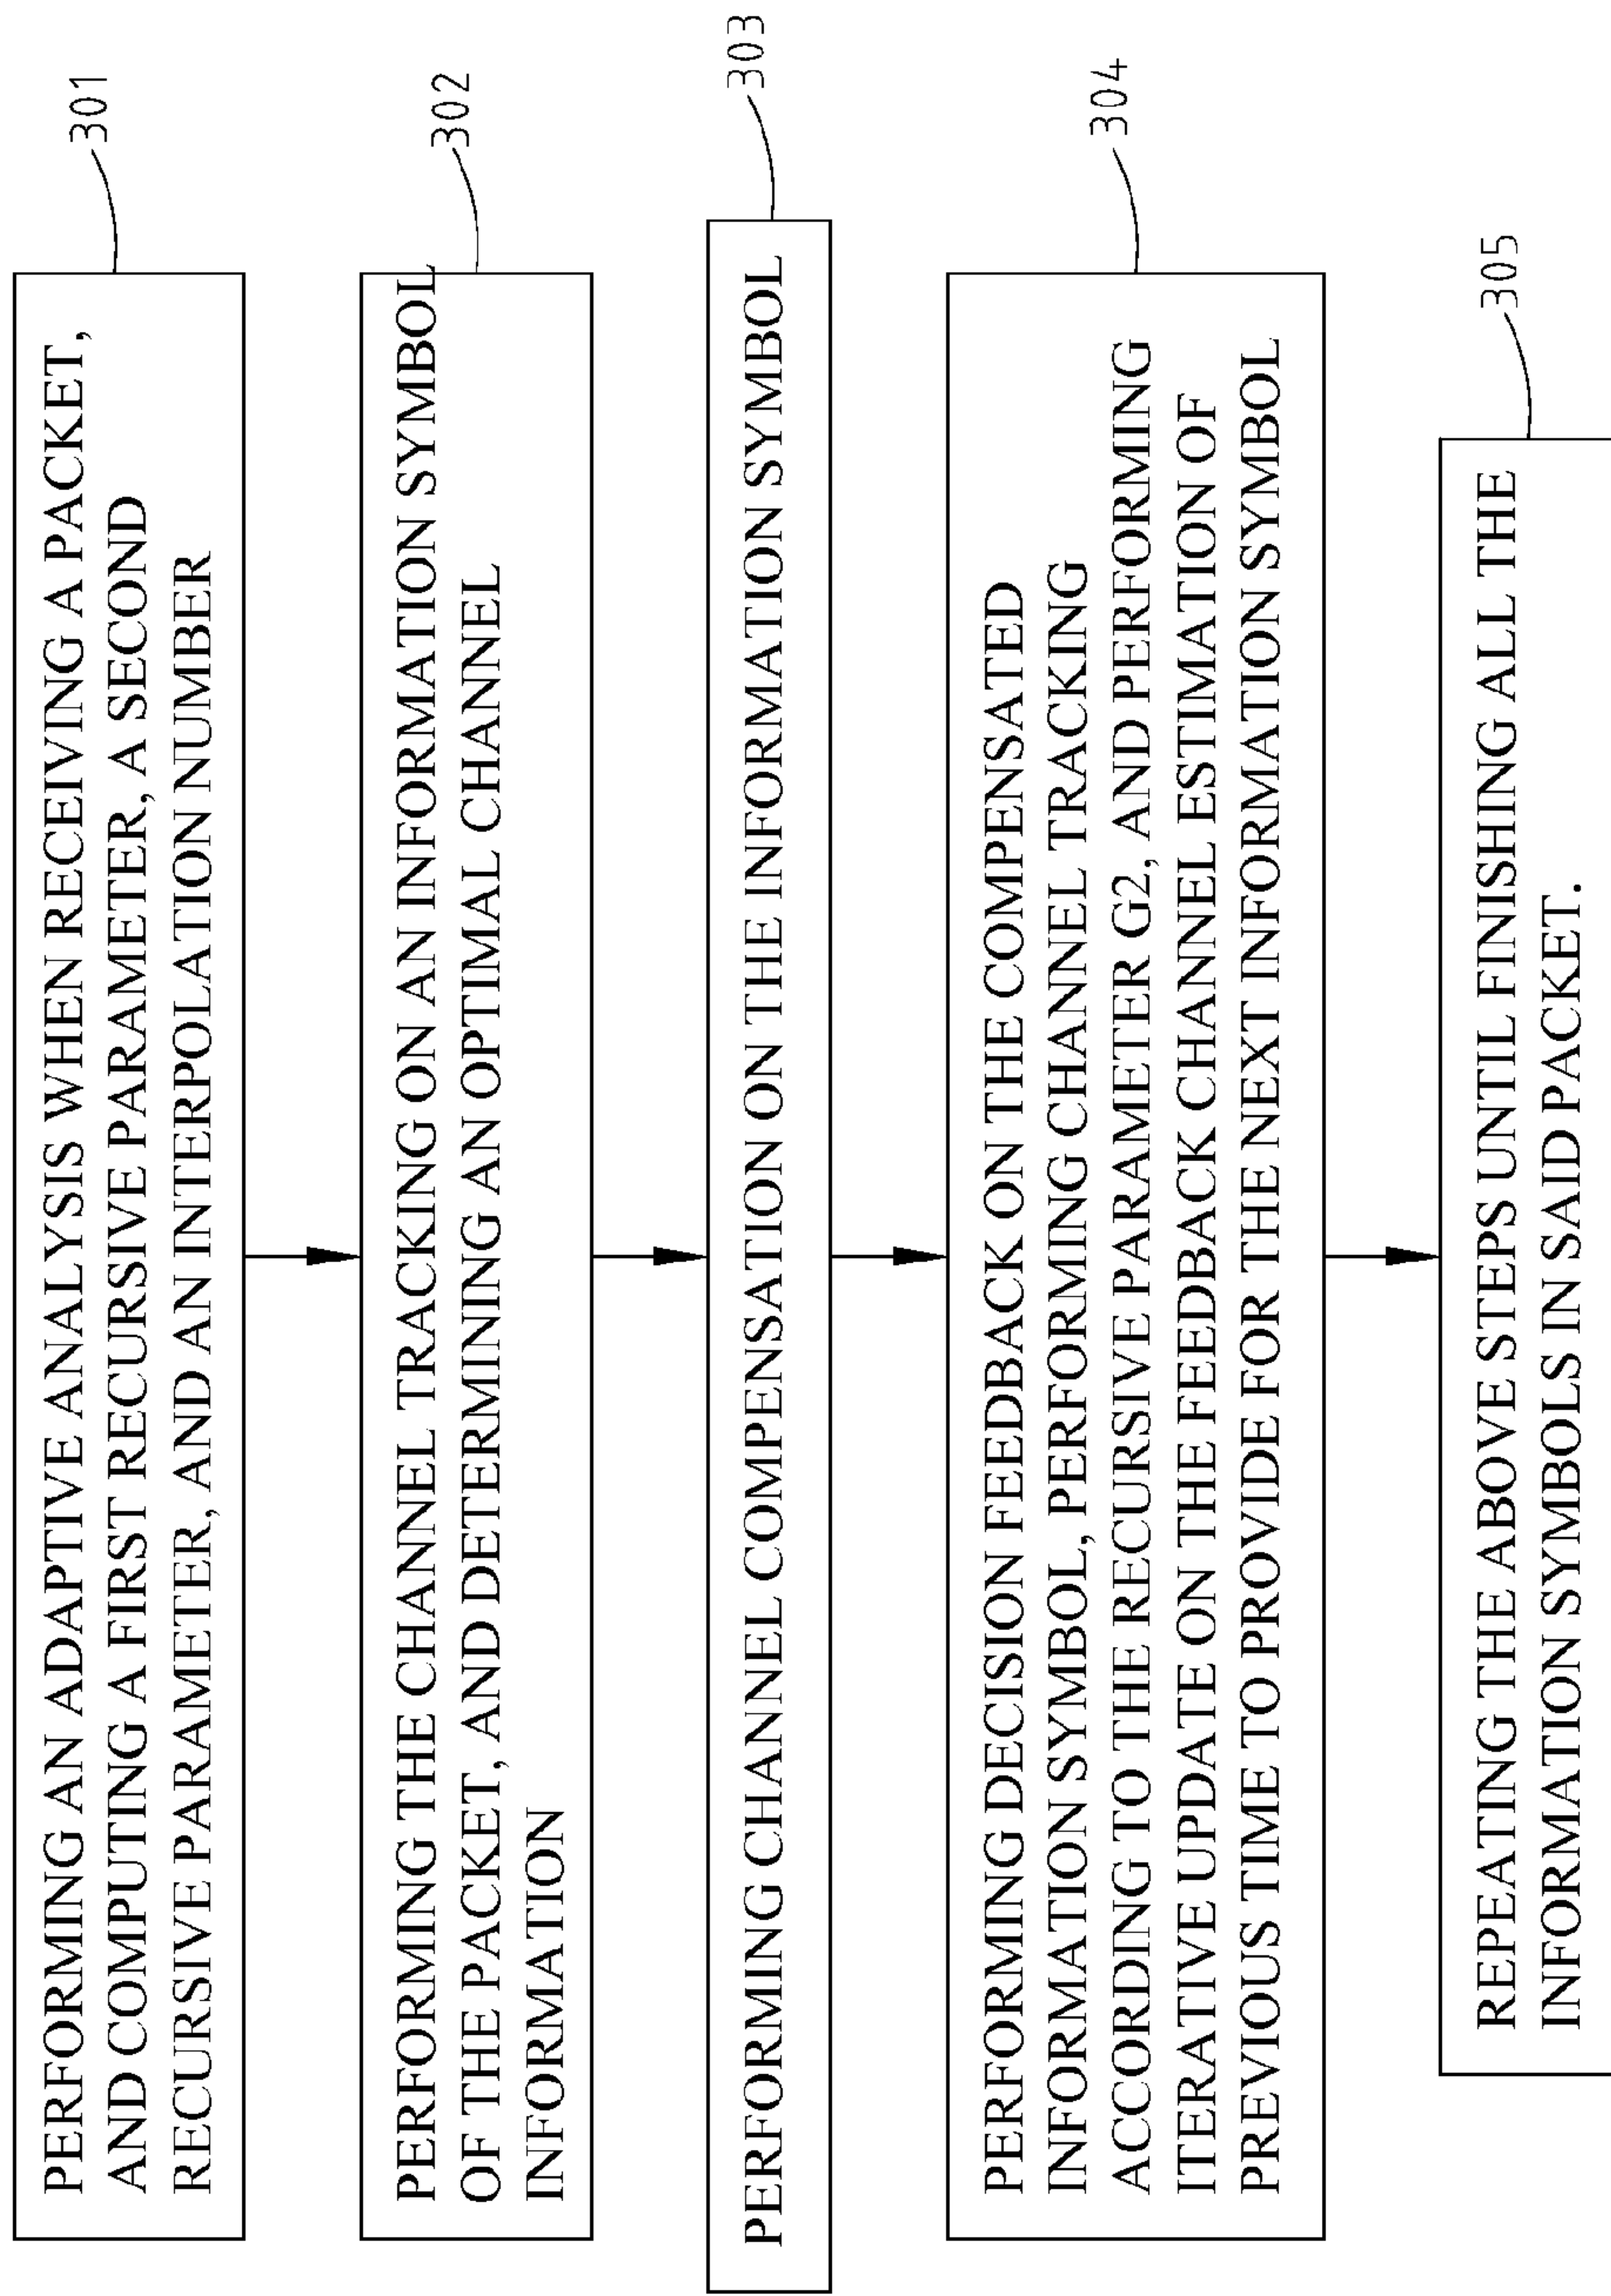 PERFORMING AN ADAPTIVE ANALYSIS WHEN RECEIVING A PACKET,
AND COMPUTING A FIRST RECURSIVE PARAMETER, A SECOND
RECURSIVE PARAMETER, AND AN INTERPOLATION NUMBER
301
PERFORMING THE CHANNEL TRACKING ON AN INFORMATION SYMBOL
OF THE PACKET, AND DETERMINING AN OPTIMAL CHANNEL
INFORMATION
302
PERFORMING CHANNEL COMPENSATION ON THE INFORMATION SYMBOL
303
PERFORMING DECISION FEEDBACK ON THE COMPENSATED
INFORMATION SYMBOL, PERFORMING CHANNEL TRACKING
ACCORDING TO THE RECURSIVE PARAMETER G2, AND PERFORMING
ITERATIVE UPDATE ON THE FEEDBACK CHANNEL ESTIMATION OF
PREVIOUS TIME TO PROVIDE FOR THE NEXT INFORMATION SYMBOL
304
REPEATING THE ABOVE STEPS UNTIL FINISHING ALL THE
INFORMATION SYMBOLS IN SAID PACKET.
305